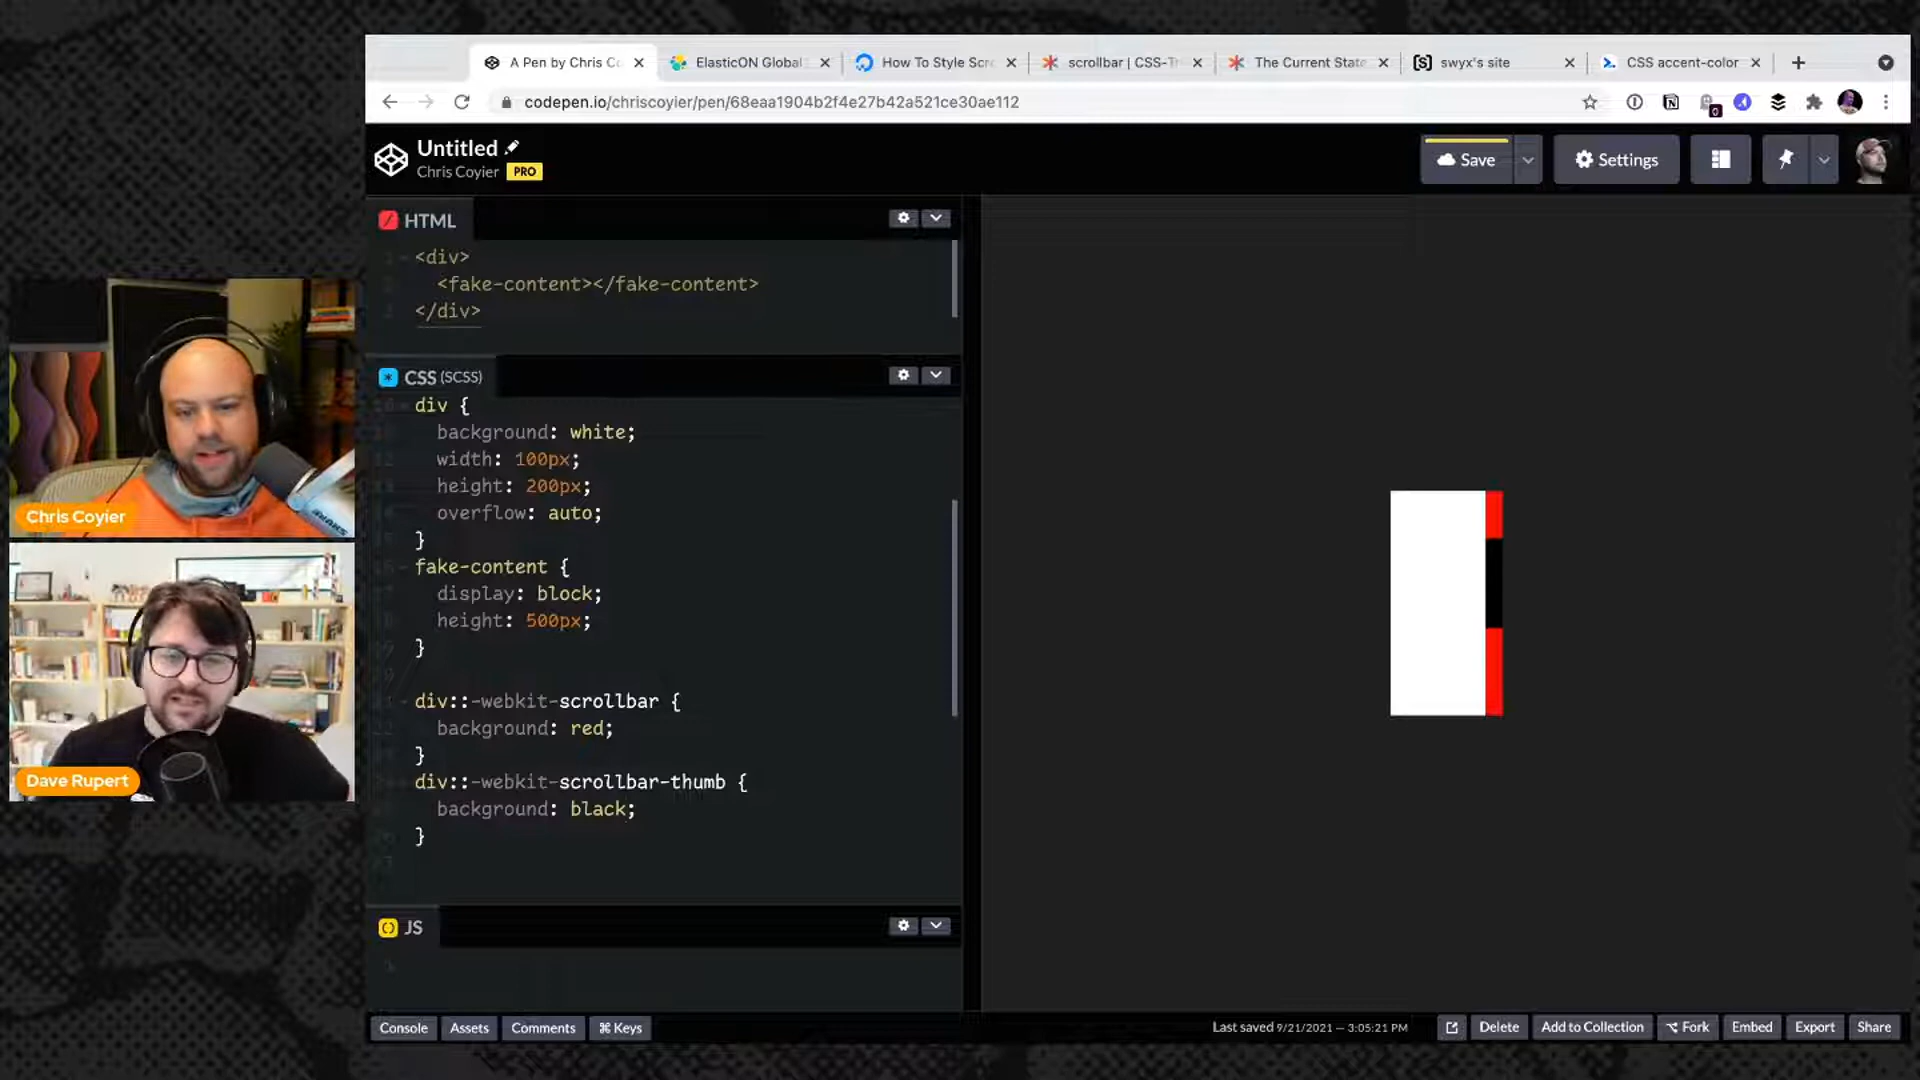 A Pen by Chris Co
ElasticON Global
How To Style Scr
scrollbar | CSS-Tr
The Current State
[S] swyx's site
CSS accent-color
codepen.io/chriscoyier/pen/68eaa1904b2f4e27b42a521ce30ae112
0
Untitled
Chris Coyier PRO
Save
Settings
HTML
<div>
<fake-content></fake-content>
</div>
CSS (SCSS)
div {
background: white;
width: 100px;
height: 200px;
overflow: auto;
}
fake-content {
display: block;
height: 500px;
}
div::-webkit-scrollbar {
background: red;
}
div::-webkit-scrollbar-thumb {
background: black;
}
JS
Chris Coyier
Dave Rupert
Console
Assets
Comments
⌘ Keys
Last saved 9/21/2021 — 3:05:21 PM
Delete
Add to Collection
Fork
Embed
Export
Share